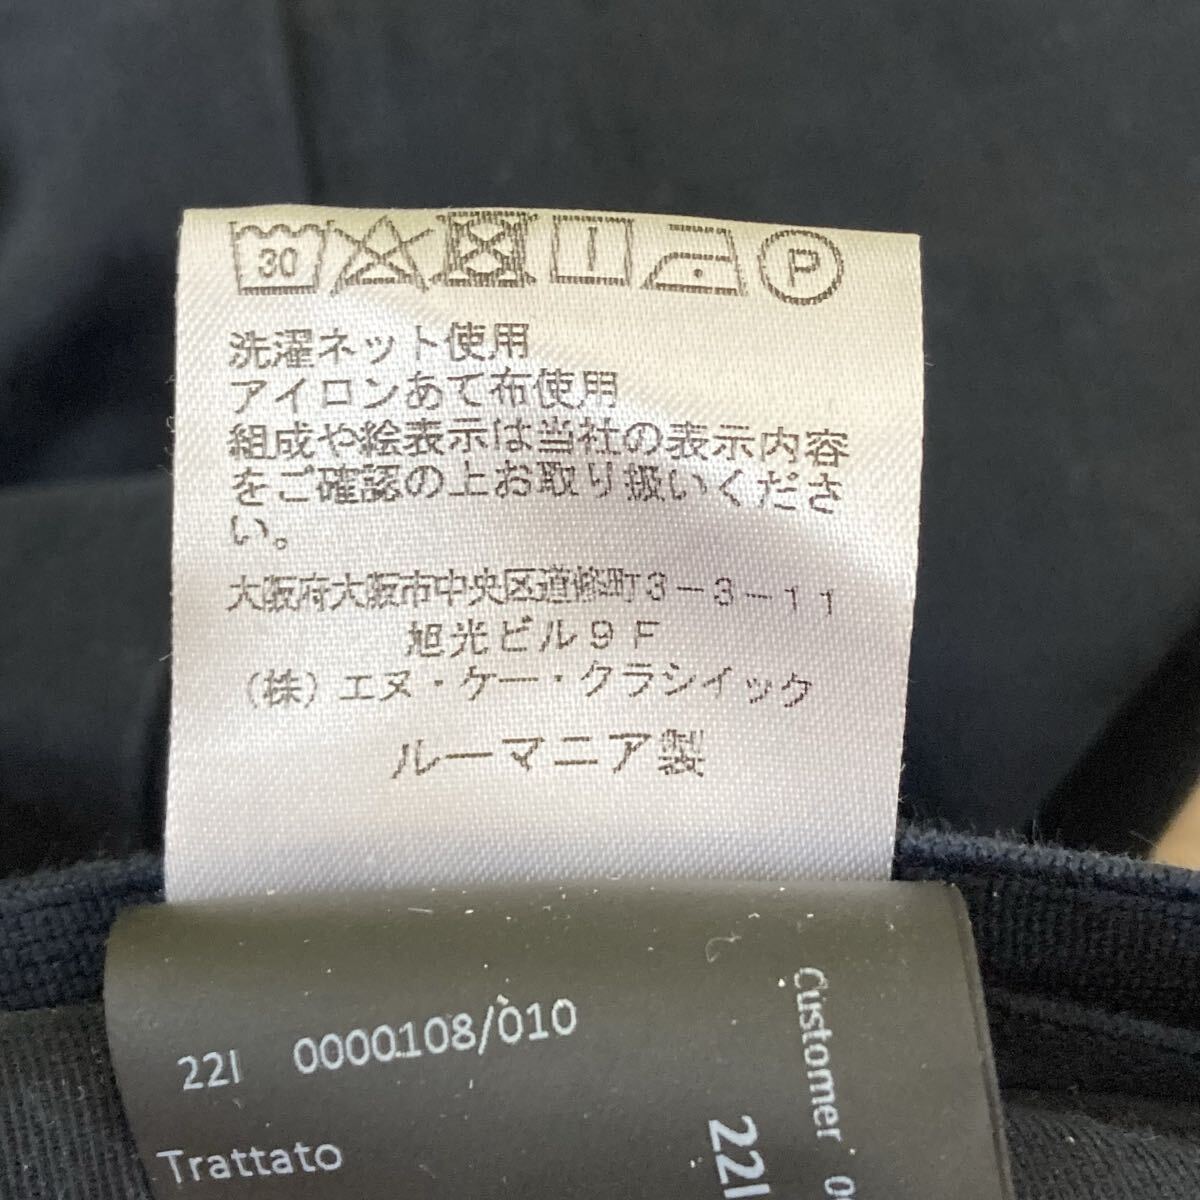 30 P
洗濯ネット使用
アイロンあて布使用
組成や絵表示は当社の表示内容
をご確認の上お取り扱いくださ
い。
大阪府大阪市中央区道修町3-3-11
旭光ビル9F
(株)エヌ・ケー・クラシイック
ルーマニア製
22I 0000108/010
Trattato
Customer
22I